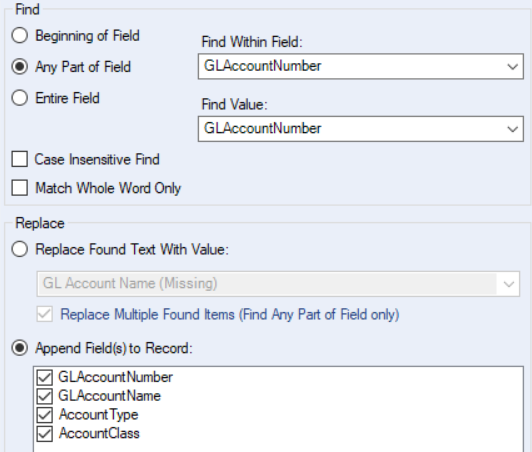 Find
Beginning of Field
Find Within Field:
Any Part of Field
GLAccountNumber
Entire Field
Find Value:
GLAccountNumber
Case Insensitive Find
Match Whole Word Only
Replace
Replace Found Text With Value:
GL Account Name (Missing)
Replace Multiple Found Items (Find Any Part of Field only)
Append Field(s) to Record:
GLAccountNumber
GLAccountName
AccountType
AccountClass